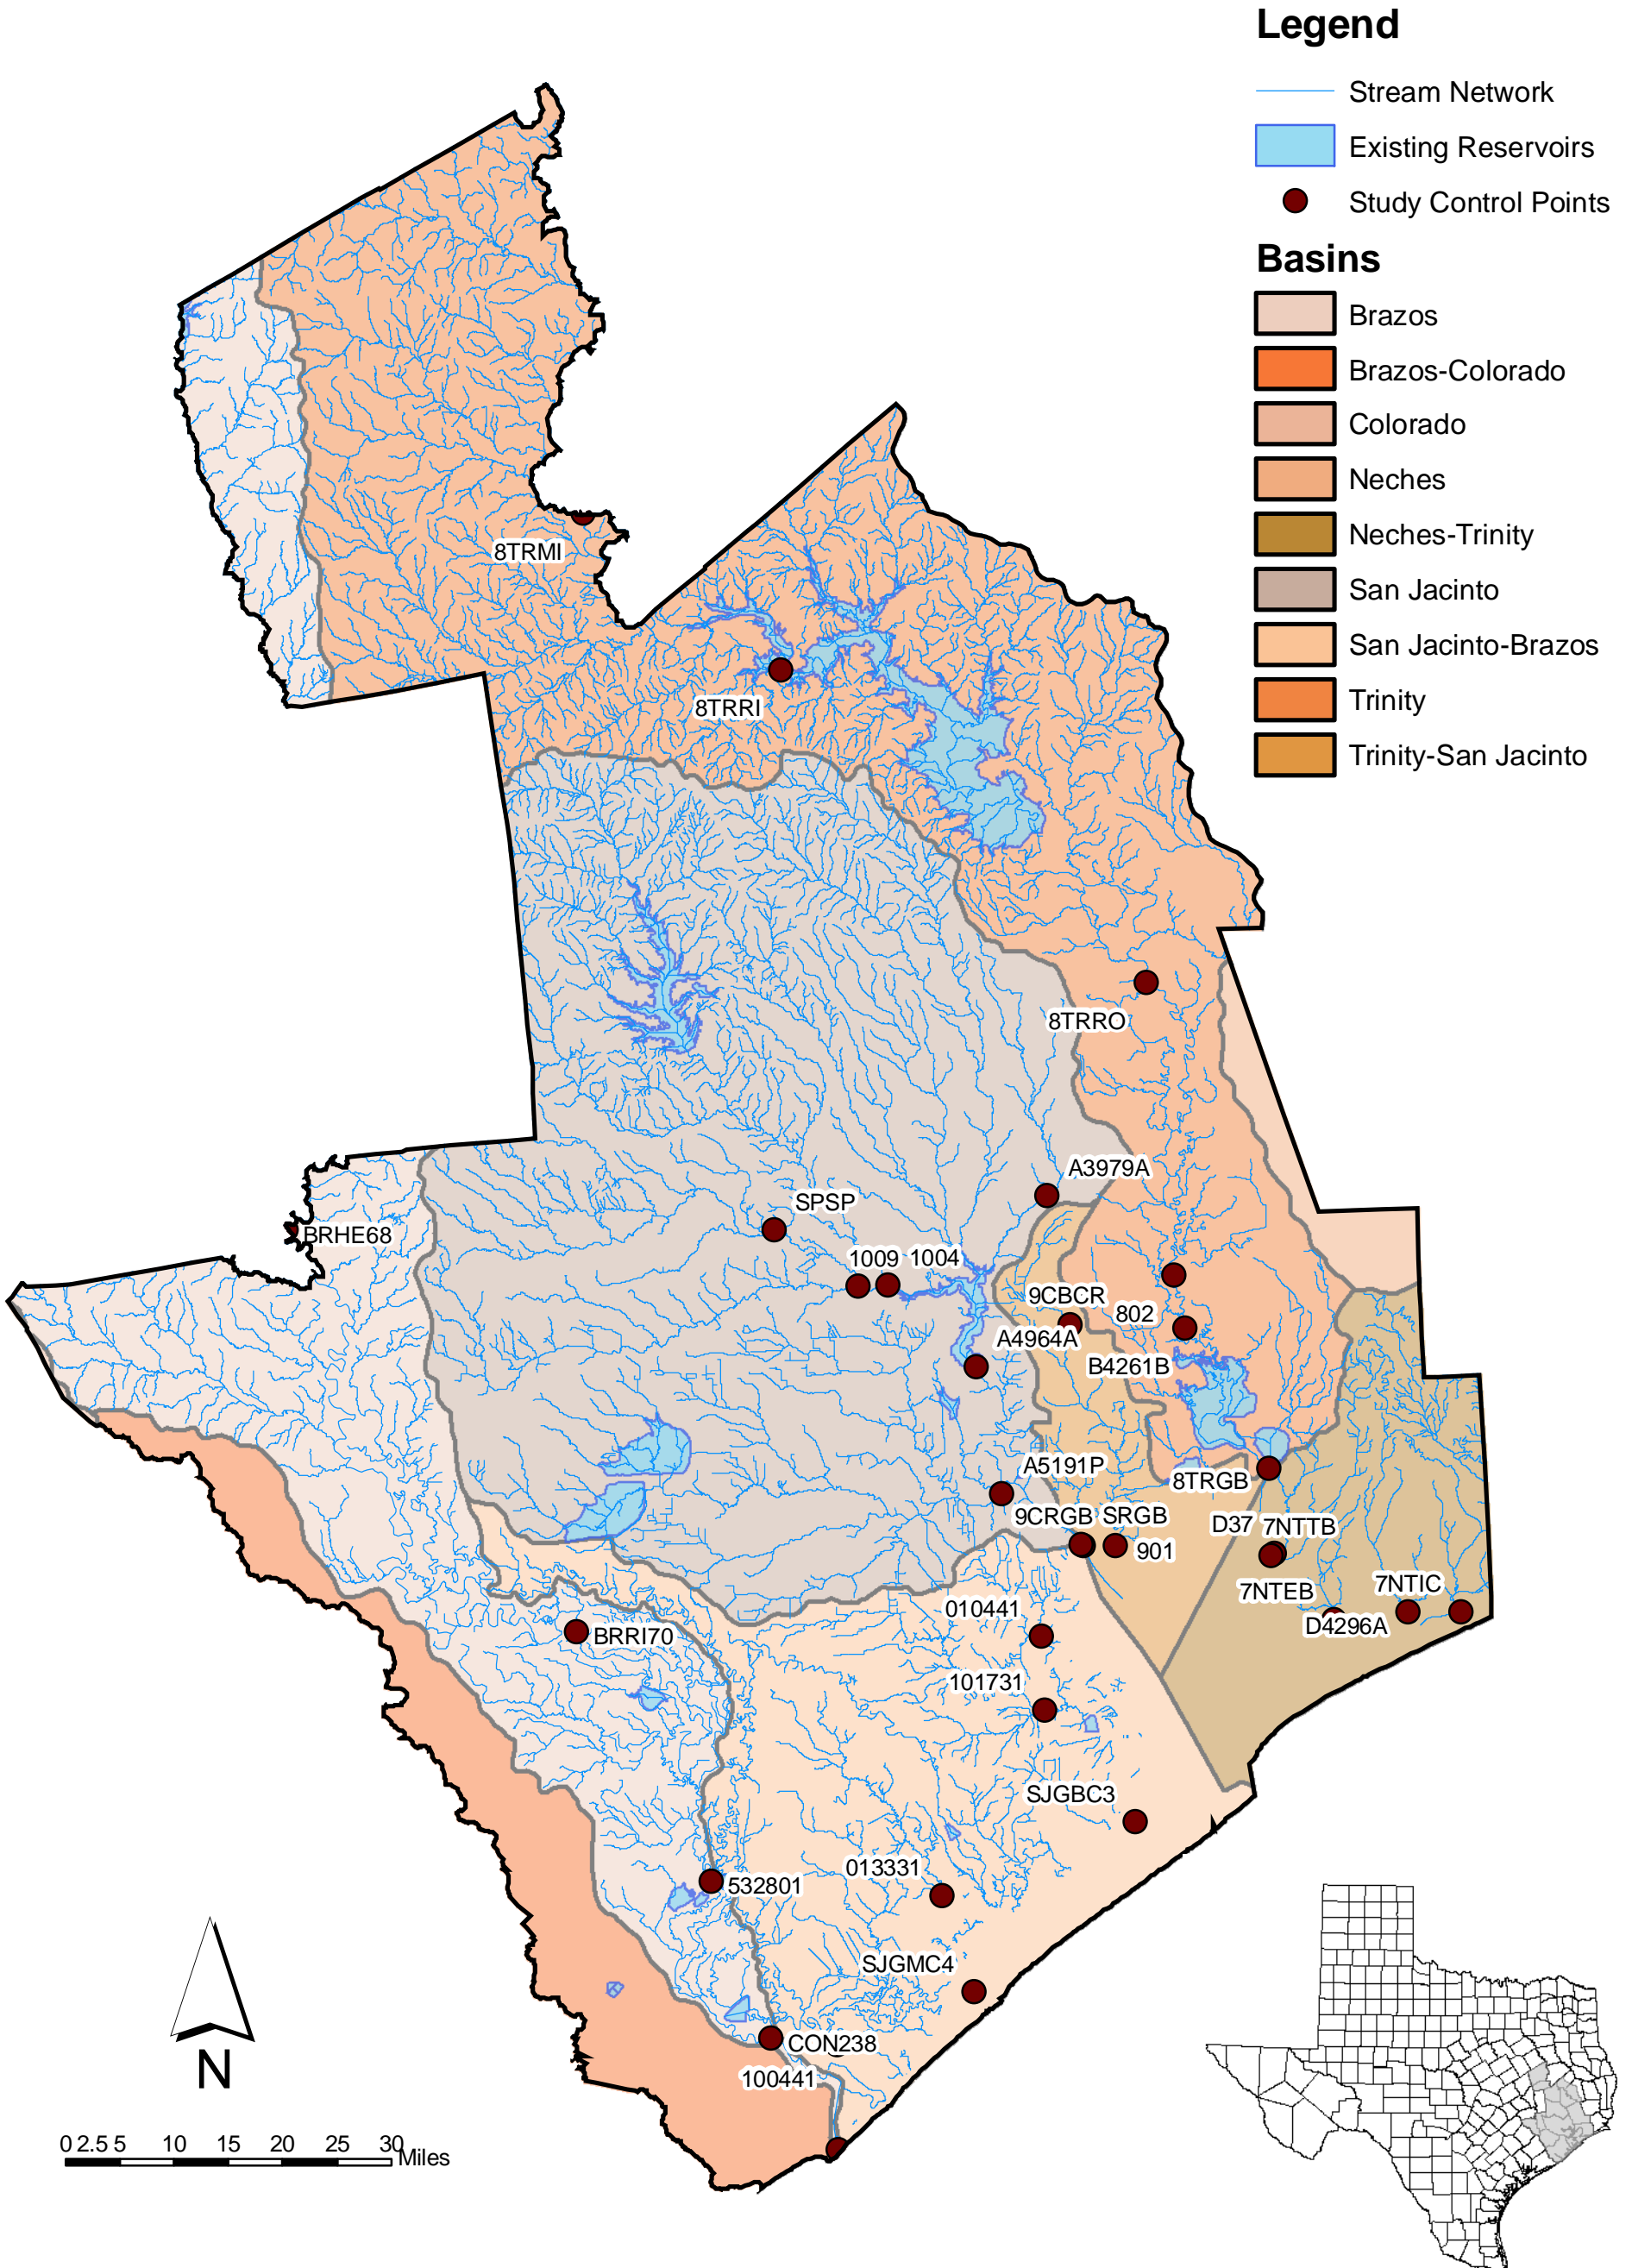 Legend
Stream Network
Existing Reservoirs
Study Control Points
Basins
Brazos
Brazos-Colorado
Colorado
Neches
Neches-Trinity
San Jacinto
San Jacinto-Brazos
Trinity
Trinity-San Jacinto
8TRMI
8TRRI
8TRRO
A3979A
SPSP
BRHE68
1009 1004
9CBCR
802
A4964A
B4261B
A5191P
8TRGB
9CRGB SRGB
D37 7NTTB
901
7NTEB
7NTIC
010441
D4296A
BRRI70
101731
SJGBC3
013331
532801
SJGMC4
CON238
100441
N
0 2.5 5 10 15 20 25 30 Miles